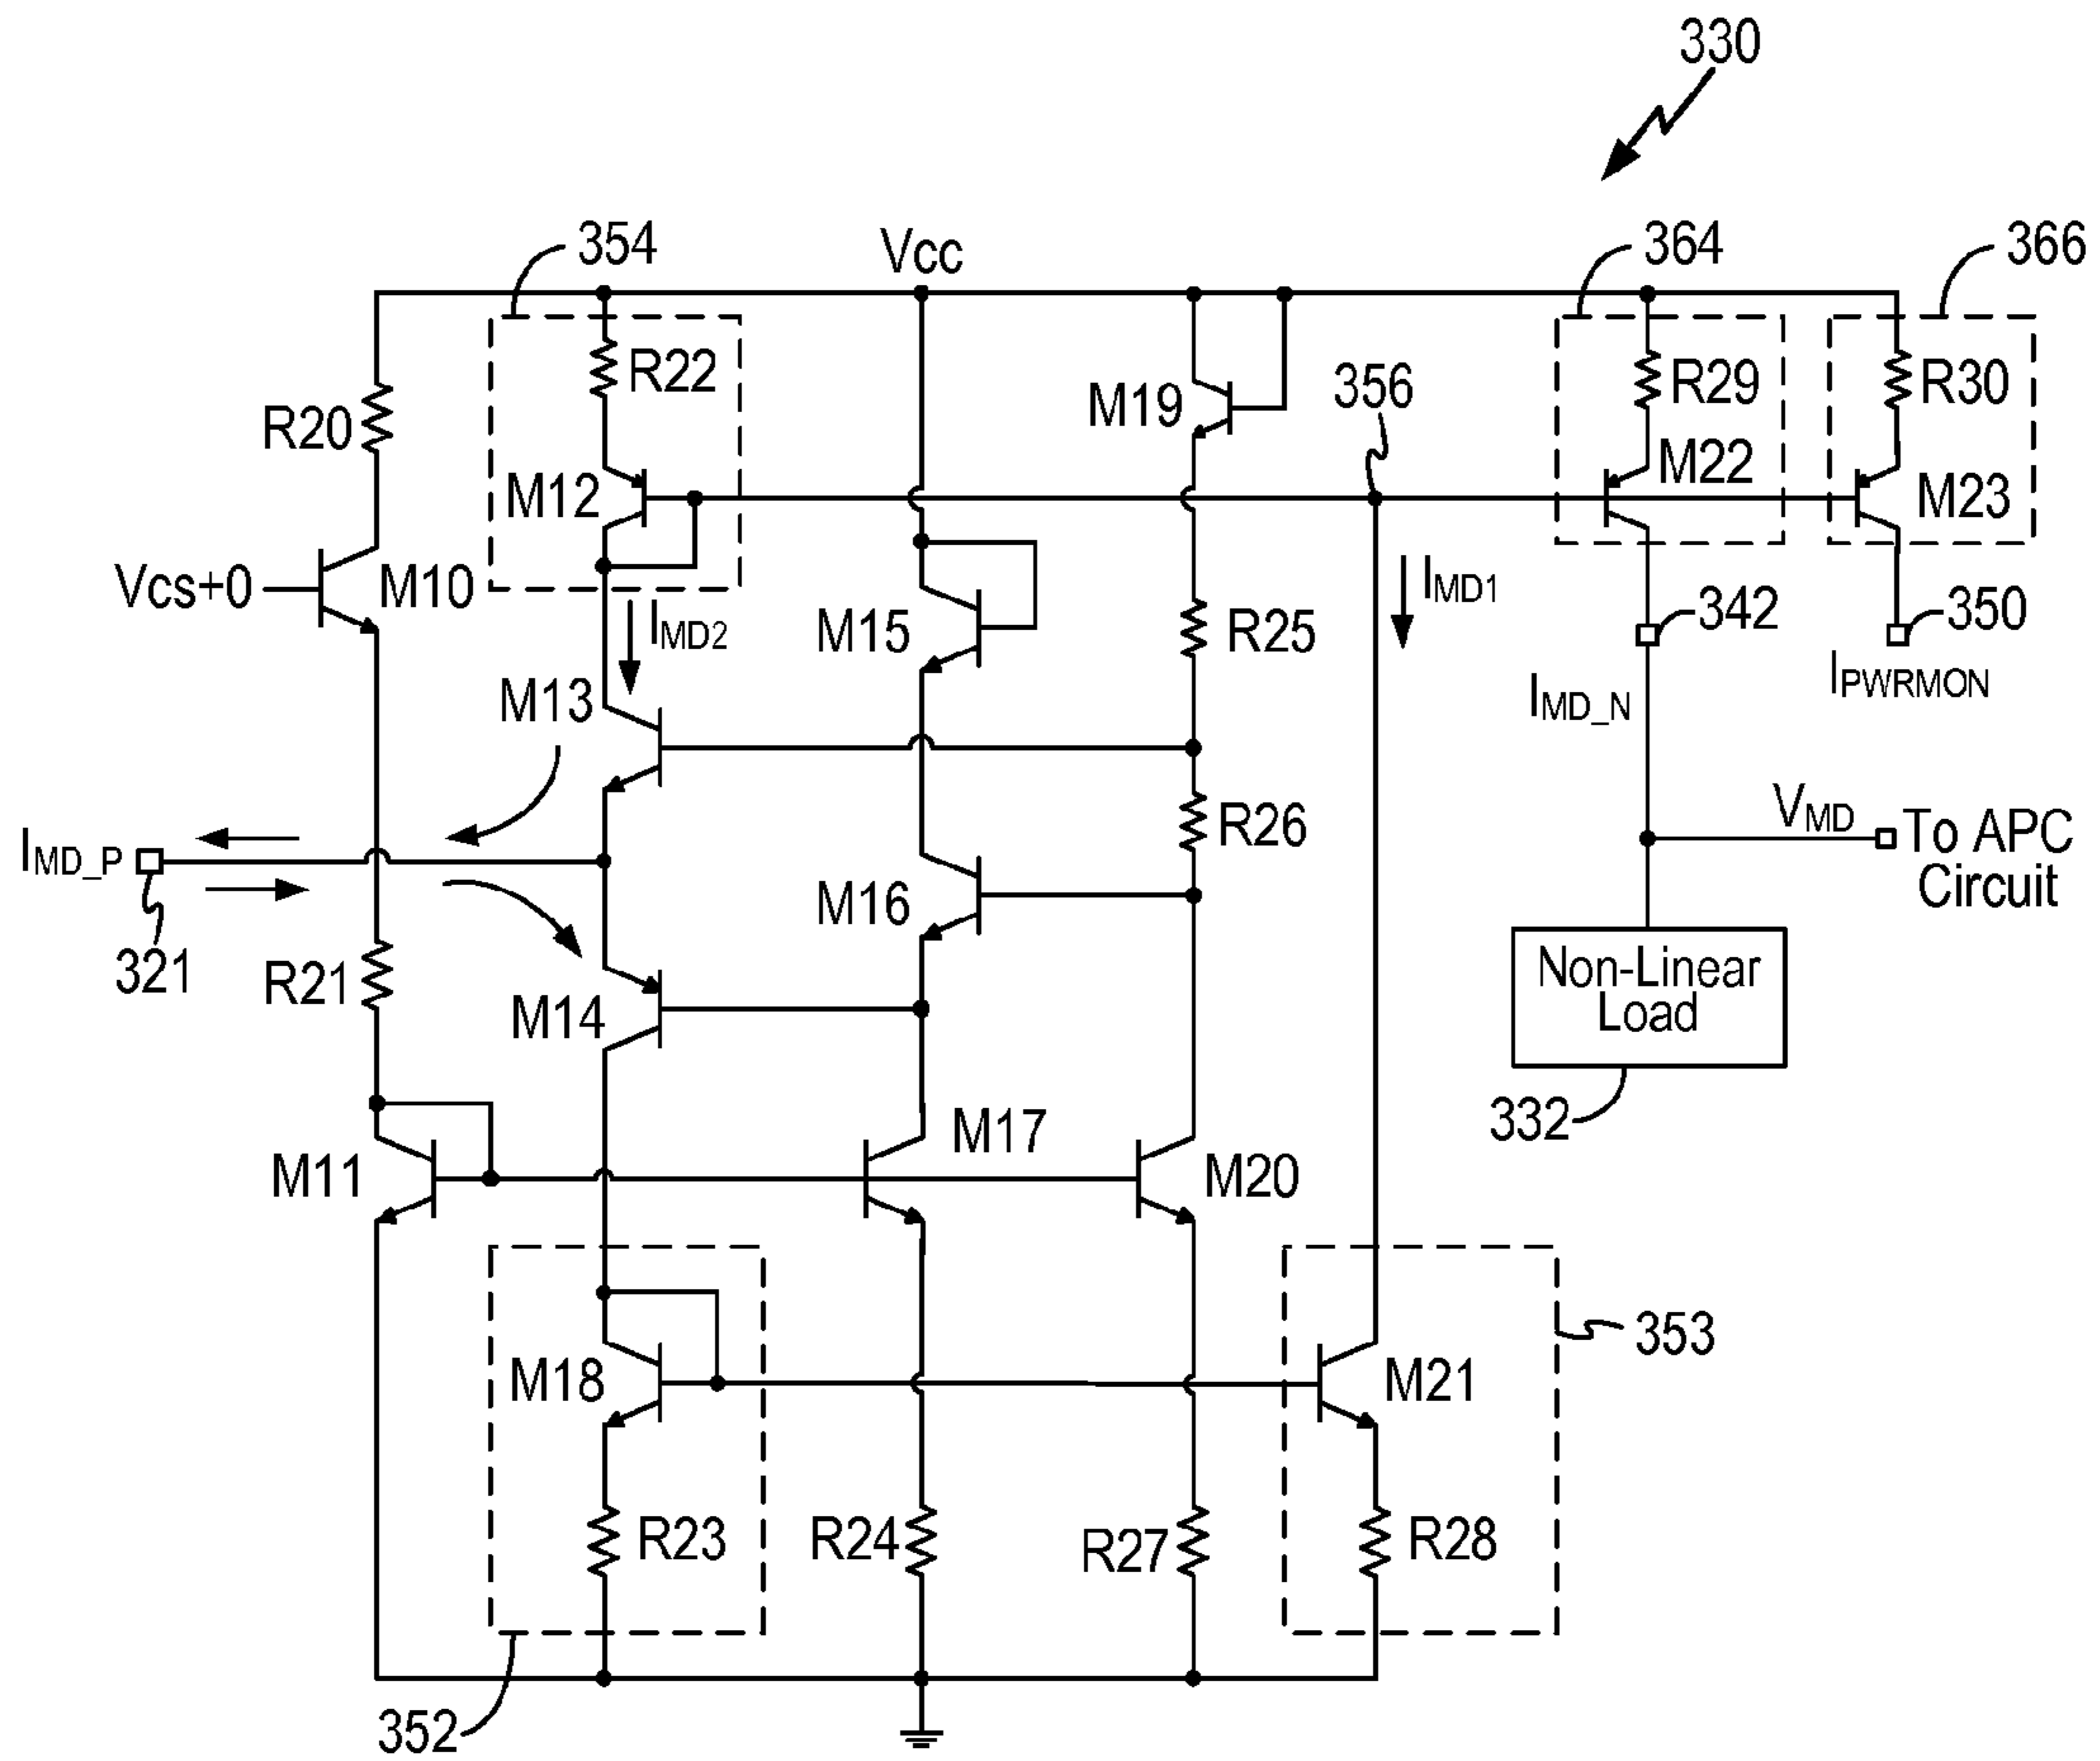 330
354
Vcc
364
366
R22
R29
R30
R20
M19
356
M12
M22
M23
Vcs+0
M10
IMD2
M15
R25
IMD1
342
350
M13
IMD_N
IPWRMON
R26
VMD
To APC
Circuit
IMD_P
M16
321
R21
M14
Non-Linear
Load
332
M11
M17
M20
353
M18
M21
R23
R24
R27
R28
352